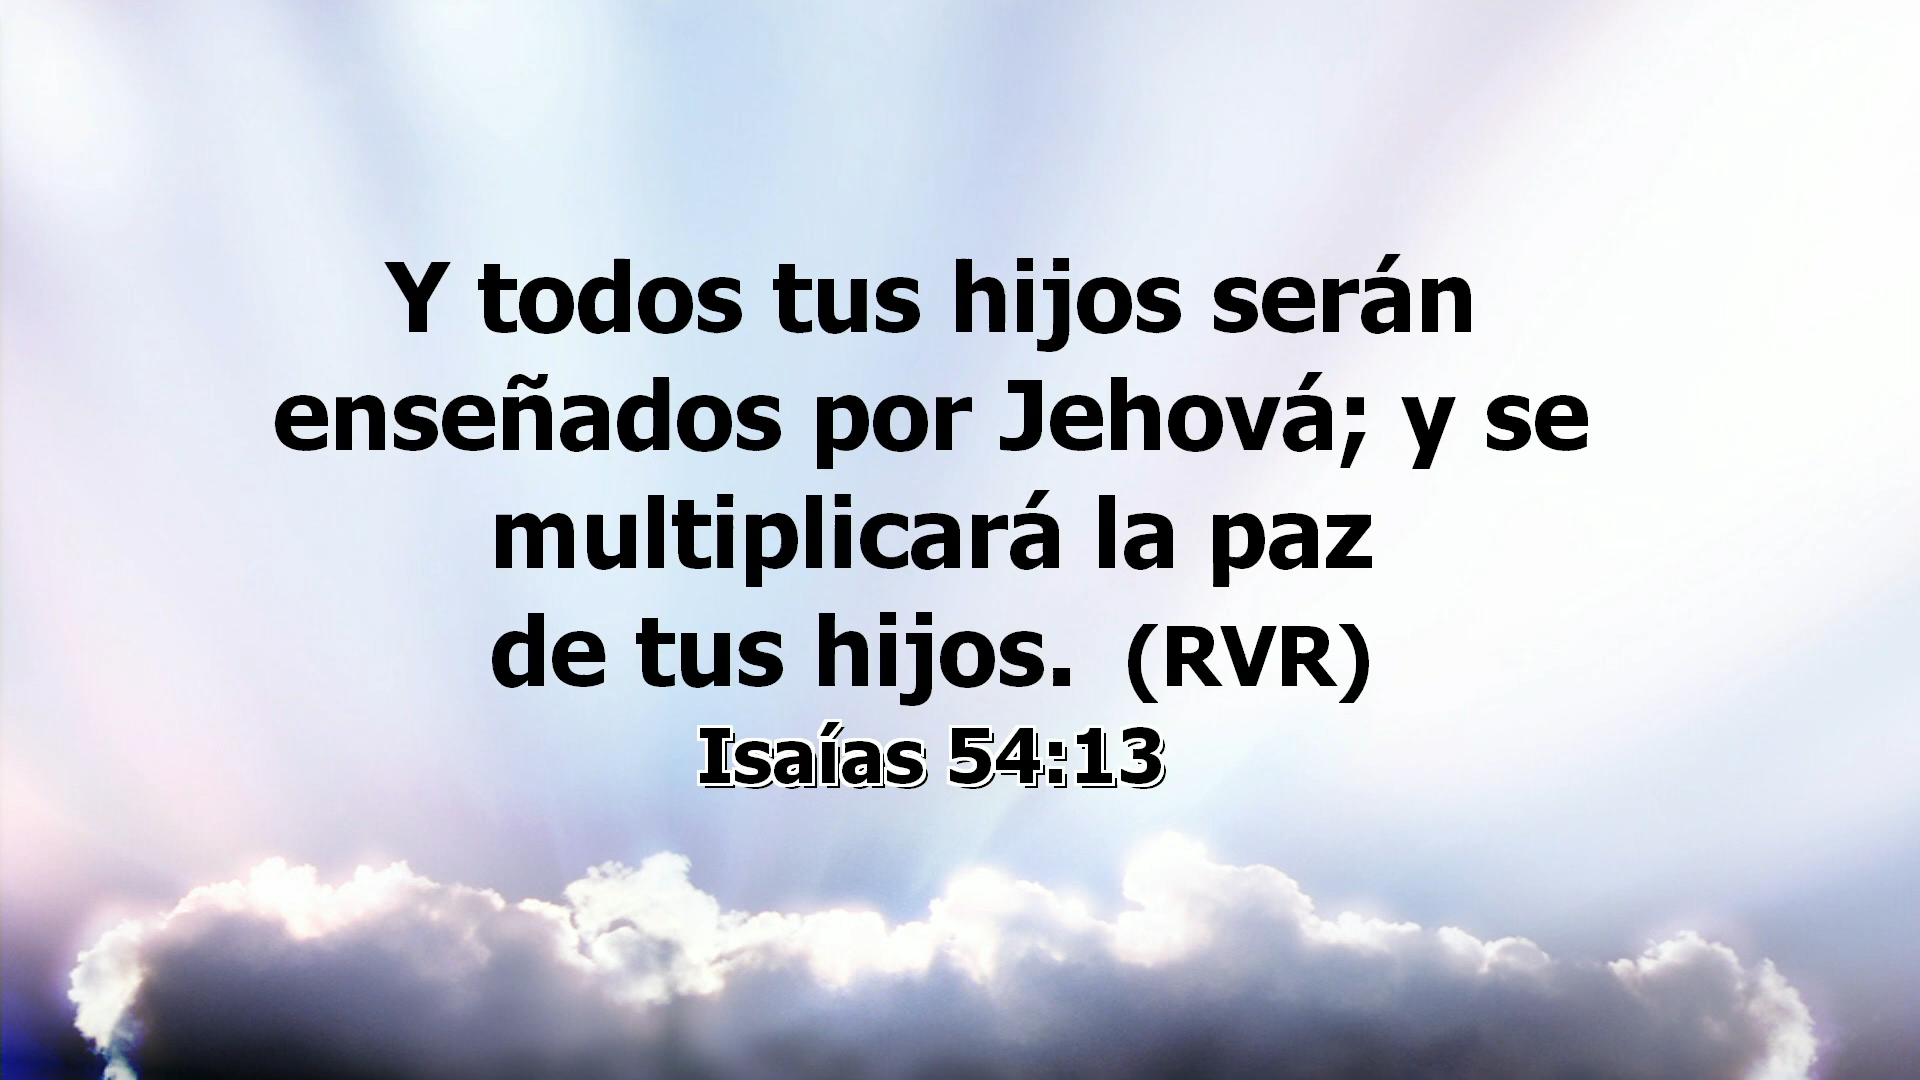 Y todos tus hijos serán
enseñados por Jehová; y se
multiplicará la paz
de tus hijos. (RVR)
Isaías 54:13